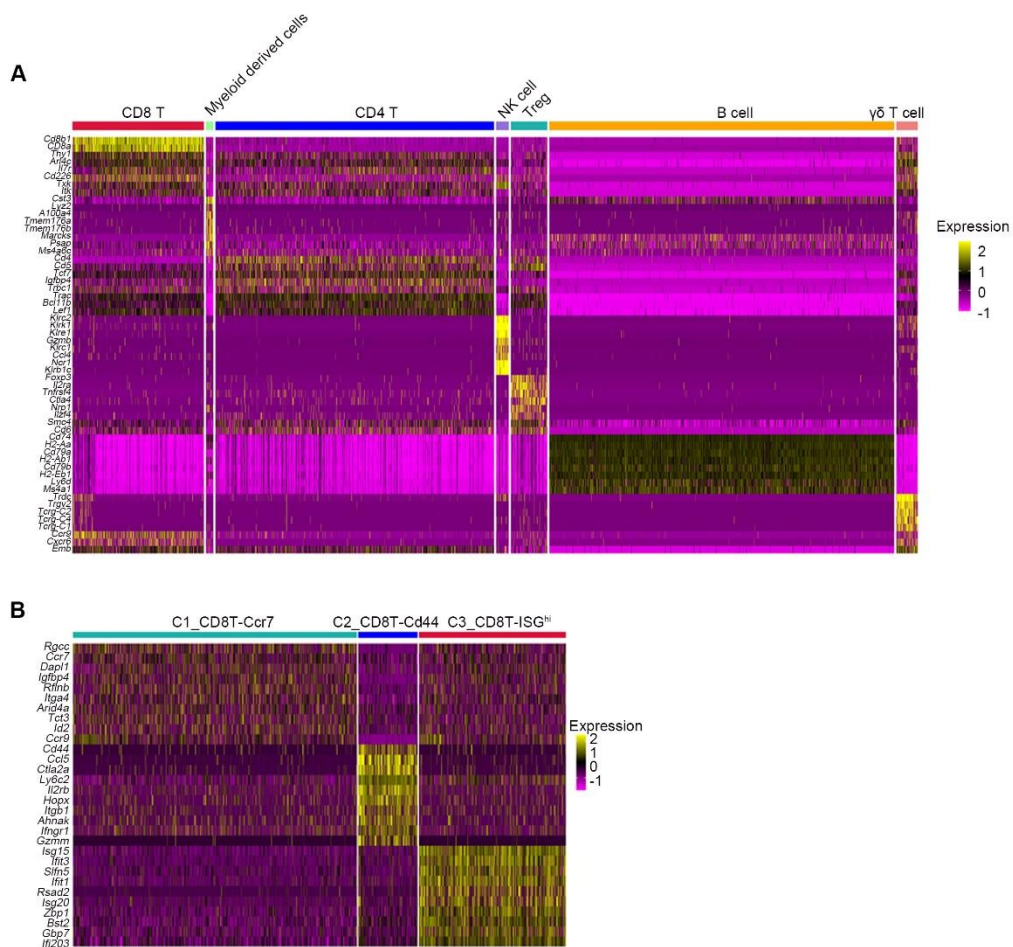 A
Myeloid derived cells
CD8 T
CD4 T
NK cell
Treg
B cell
γδ T cell
Cd8b1
CD8a
Thy1
Arl4c
Il7r
Cd226
Txk
Itk
Cst3
Lyz2
A100a4
Tmem176a
Tmem176b
Marcks
Psap
Ms4a6c
Cd4
Cd5
Tcf7
Igfbp4
Trbc1
Trac
Bcl11b
Lef1
Klrc2
Klrk1
Klre1
Gzmb
Klrc1
Ccl4
Ncr1
Klrb1c
Foxp3
Il2ra
Tnfrsf4
Ctla4
Nrp1
Ilzf4
Smc4
Cd6
Cd74
H2-Aa
Cd79a
H2-Ab1
Cd79b
H2-Eb1
Ly6d
Ms4a1
Trdc
Trgv2
Tcrg-C2
Tcrg-C4
Tcrg-C1
Ccr9
Cxcr6
Emb
Expression
2
1
0
-1
B
C1_CD8T-Ccr7
C2_CD8T-Cd44
C3_CD8T-ISGhi
Rgcc
Ccr7
Dapl1
Igfbp4
Rflnb
Itga4
Arid4a
Tct3
Id2
Ccr9
Cd44
Ccl5
Ctla2a
Ly6c2
Il2rb
Hopx
Itgb1
Ahnak
Ifngr1
Gzmm
Isg15
Ifit3
Slfn5
Ifit1
Rsad2
Isg20
Zbp1
Bst2
Gbp7
Ifi203
Expression
2
1
0
-1